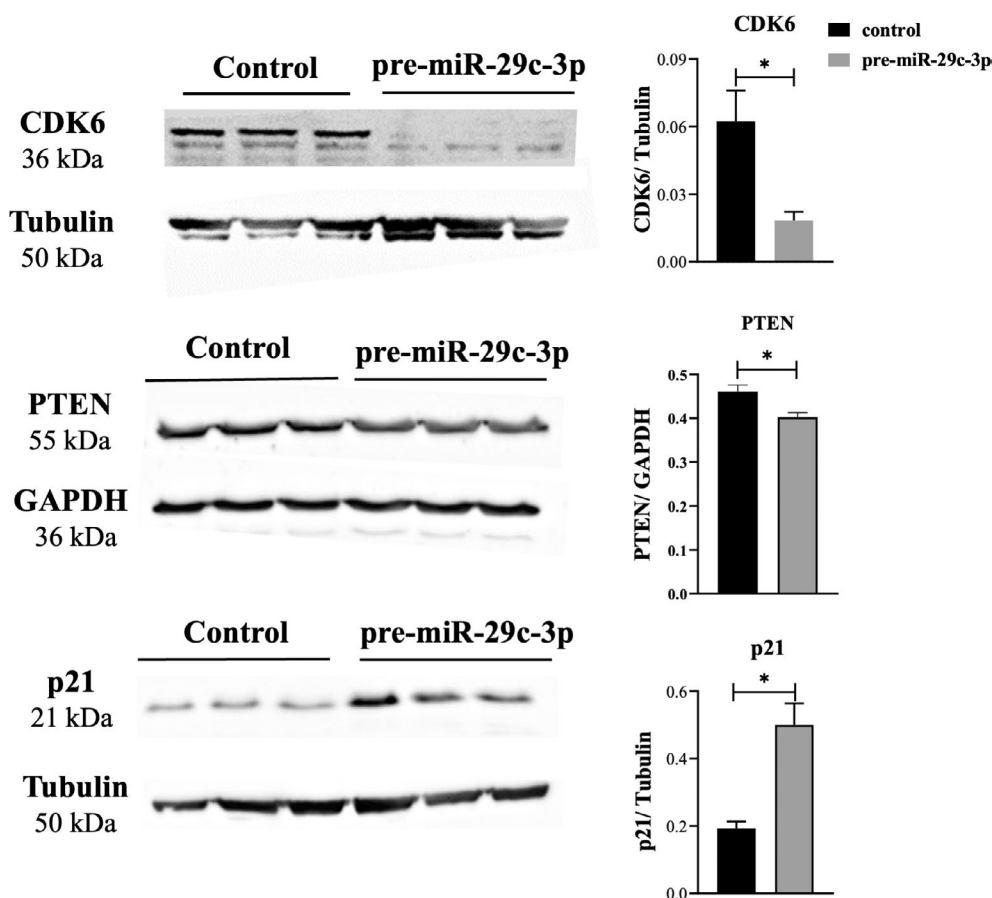 Control pre-miR-29c-3p
CDK6
36 kDa
Tubulin
50 kDa
CDK6
control
pre-miR-29c-3p
*
CDK6/ Tubulin
0.09
0.06
0.03
0.00
Control pre-miR-29c-3p
PTEN
55 kDa
GAPDH
36 kDa
PTEN
*
PTEN/ GAPDH
0.5
0.4
0.3
0.2
0.1
0.0
Control pre-miR-29c-3p
p21
21 kDa
Tubulin
50 kDa
p21
*
p21/ Tubulin
0.6
0.4
0.2
0.0